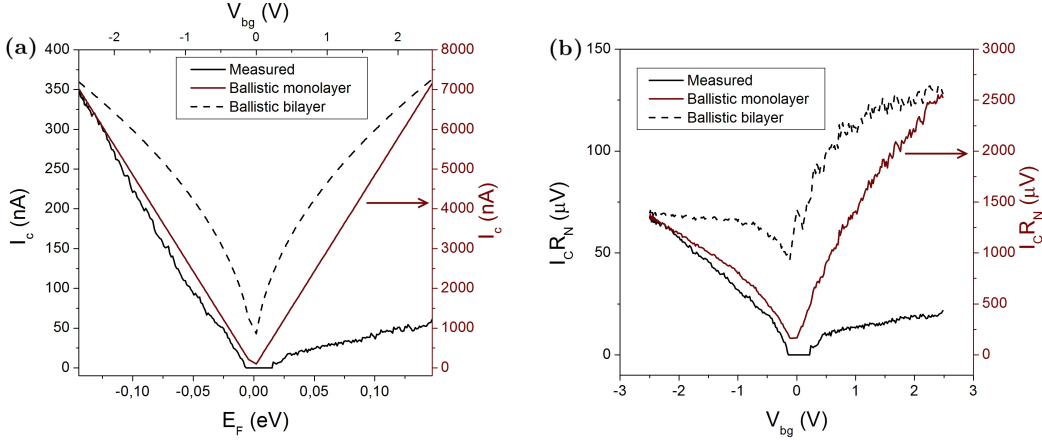 (a)
V_bg (V)
-2 -1 0 1 2
400 350 300 250 200 150 100 50 0
I_c (nA)
Measured
Ballistic monolayer
Ballistic bilayer
8000 7000 6000 5000 4000 3000 2000 1000 0
I_c (nA)
-0,10 -0,05 0,00 0,05 0,10
E_F (eV)
(b)
150 100 50 0
I_C R_N (μV)
Measured
Ballistic monolayer
Ballistic bilayer
3000 2500 2000 1500 1000 500 0
I_C R_N (μV)
-3 -2 -1 0 1 2 3
V_bg (V)